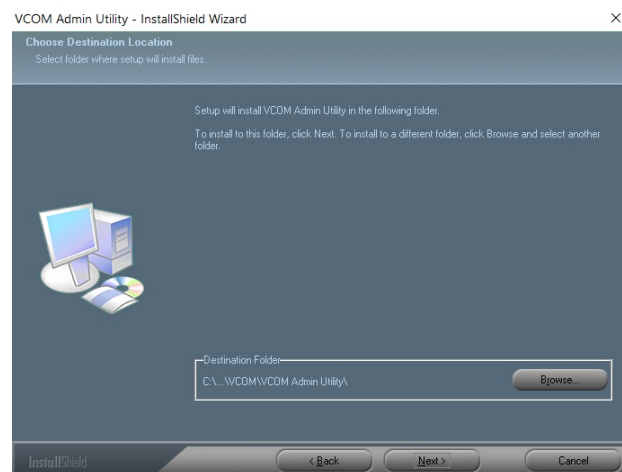 VCOM Admin Utility - InstallShield Wizard
Choose Destination Location
Select folder where setup will install files.
Setup will install VCOM Admin Utility in the following folder.
To install to this folder, click Next. To install to a different folder, click Browse and select another
folder.
Destination Folder
C:\...\VCOM\VCOM Admin Utility\
Browse...
InstallShield
< Back
Next >
Cancel